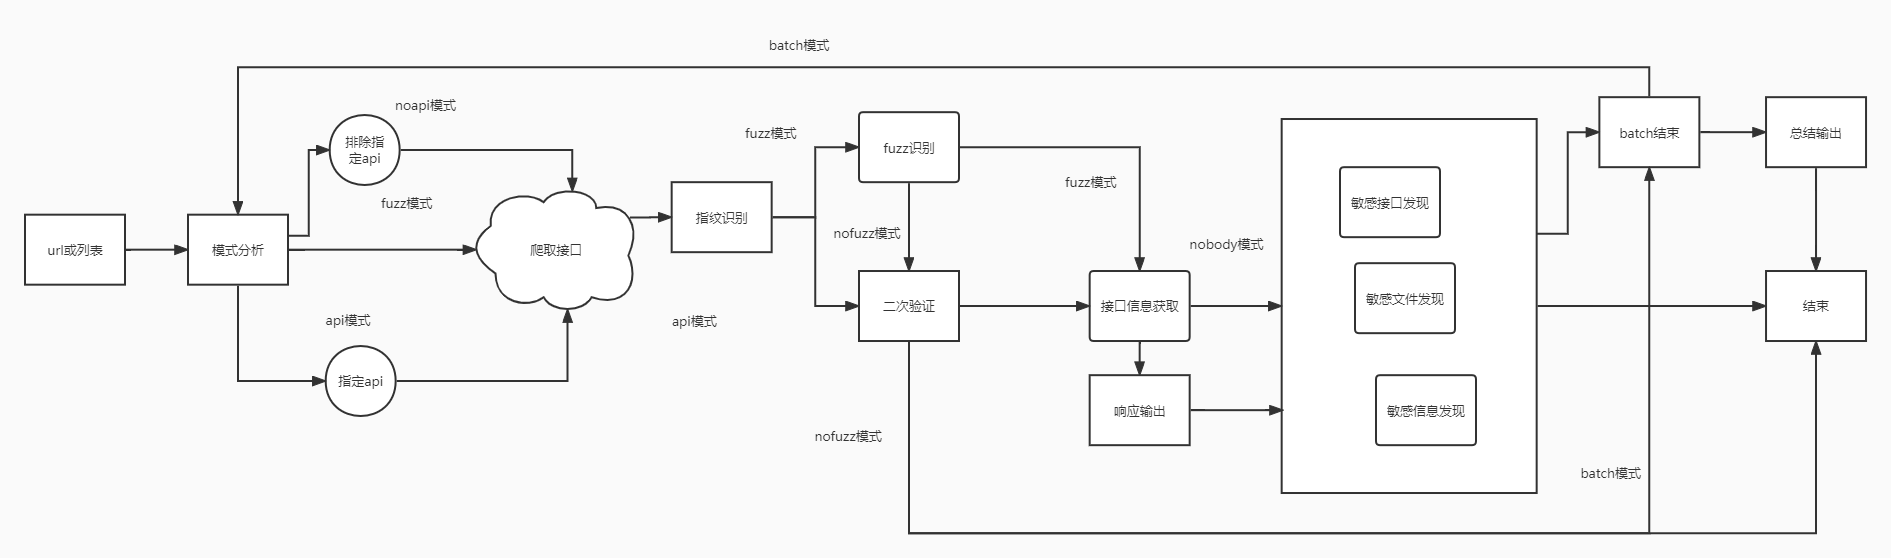 batch模式
noapi模式
排除指
定api
fuzz模式
url或列表
模式分析
爬取接口
api模式
指定api
指纹识别
api模式
fuzz模式
fuzz识别
fuzz模式
nofuzz模式
二次验证
nofuzz模式
接口信息获取
nobody模式
响应输出
敏感接口发现
敏感文件发现
敏感信息发现
batch结束
总结输出
结束
batch模式